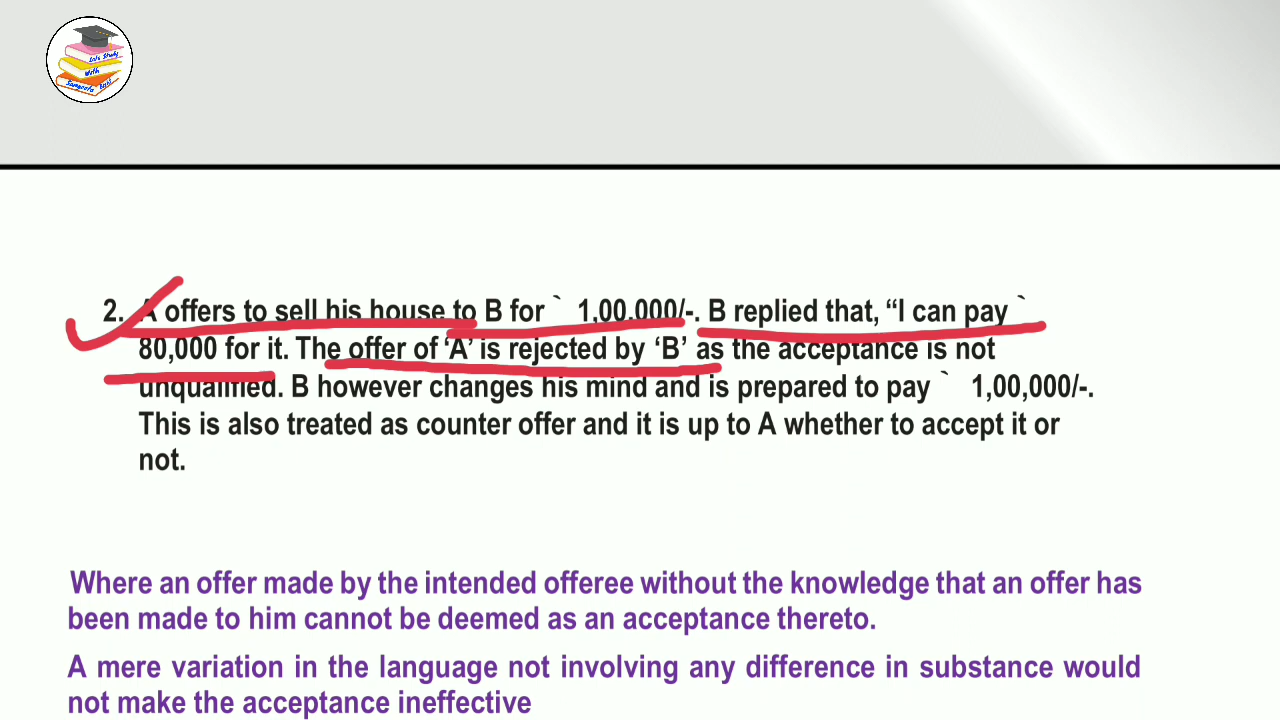 Lets Study
With
2. A offers to sell his house to B for ` 1,00,000/-. B replied that, “I can pay `
80,000 for it. The offer of ‘A’ is rejected by ‘B’ as the acceptance is not
unqualified. B however changes his mind and is prepared to pay ` 1,00,000/-.
This is also treated as counter offer and it is up to A whether to accept it or
not.
Where an offer made by the intended offeree without the knowledge that an offer has
been made to him cannot be deemed as an acceptance thereto.
A mere variation in the language not involving any difference in substance would
not make the acceptance ineffective